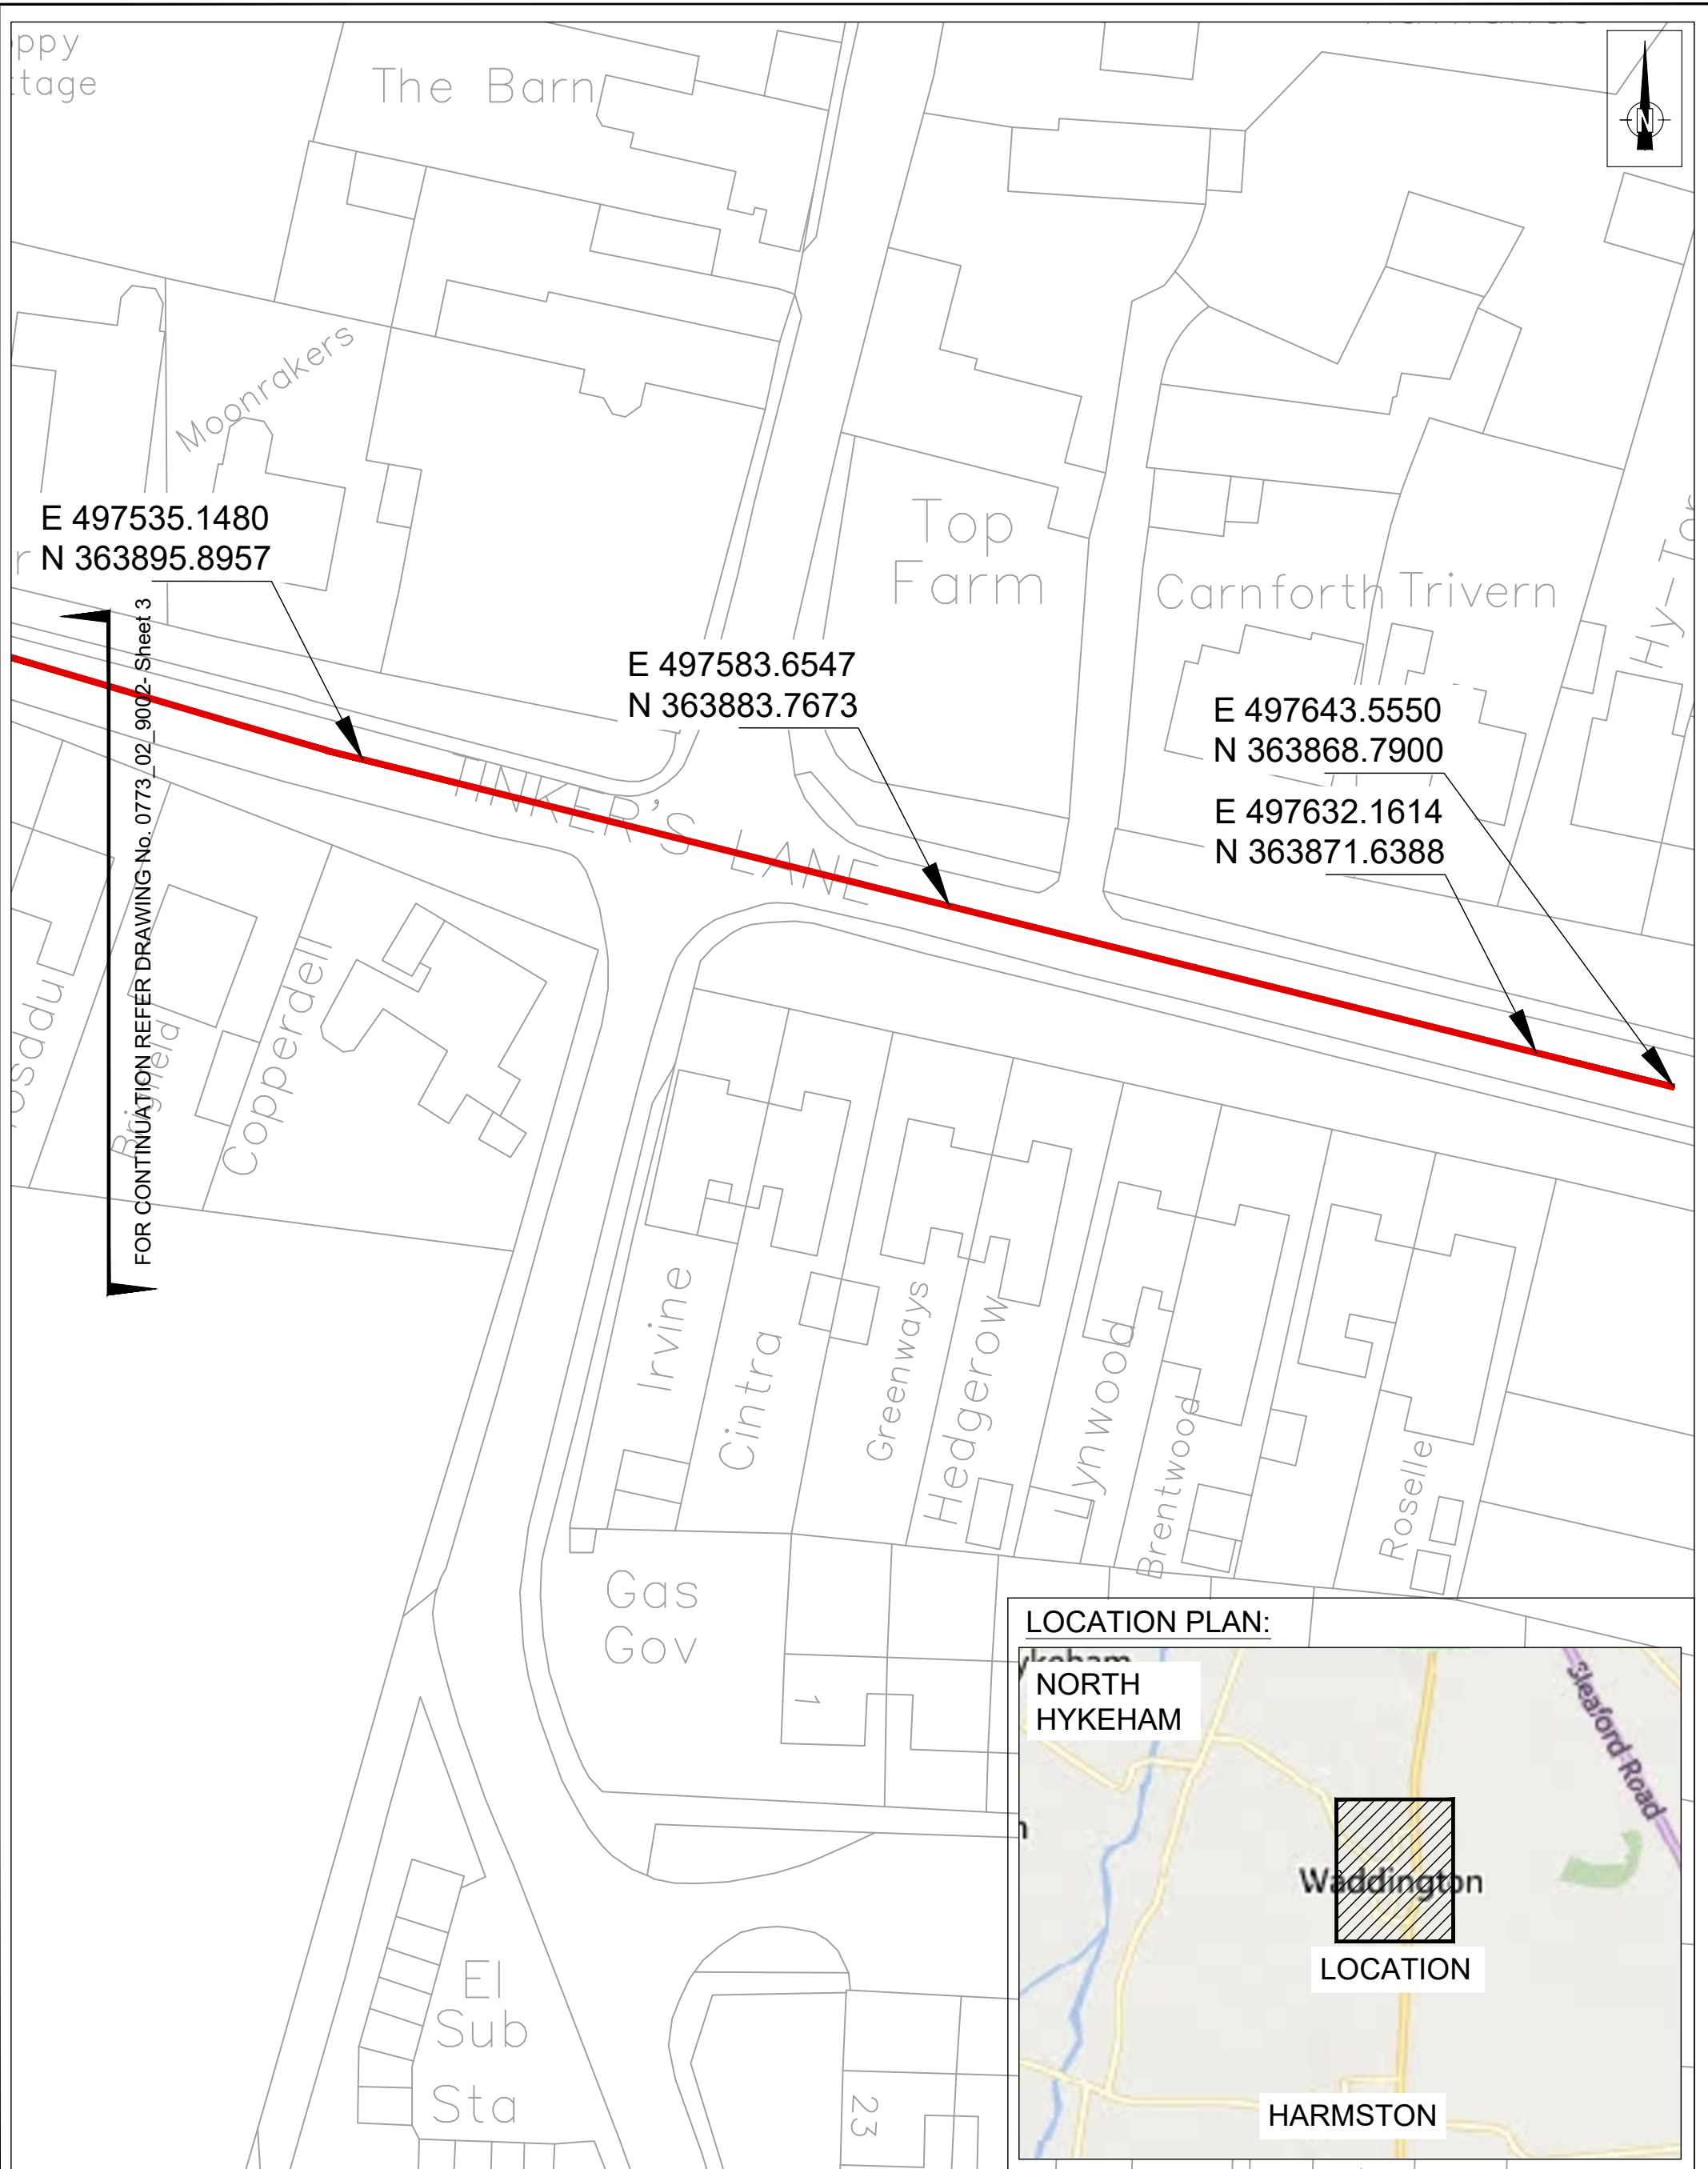 The Barn
N
Moonrakers
E 497535.1480
N 363895.8957
Top
Farm
Carnforth
Trivern
E 497583.6547
N 363883.7673
E 497643.5550
N 363868.7900
E 497632.1614
N 363871.6388
TINKER'S LANE
FOR CONTINUATION REFER DRAWING No. 0773_02_9002- Sheet 3
Brigfield
Copperdell
Irvine
Cintra
Greenways
Hedgerow
Lynwood
Brentwood
Roselle
Gas
Gov
1
El
Sub
Sta
23
LOCATION PLAN:
NORTH
HYKEHAM
Sleaford Road
Waddington
LOCATION
HARMSTON